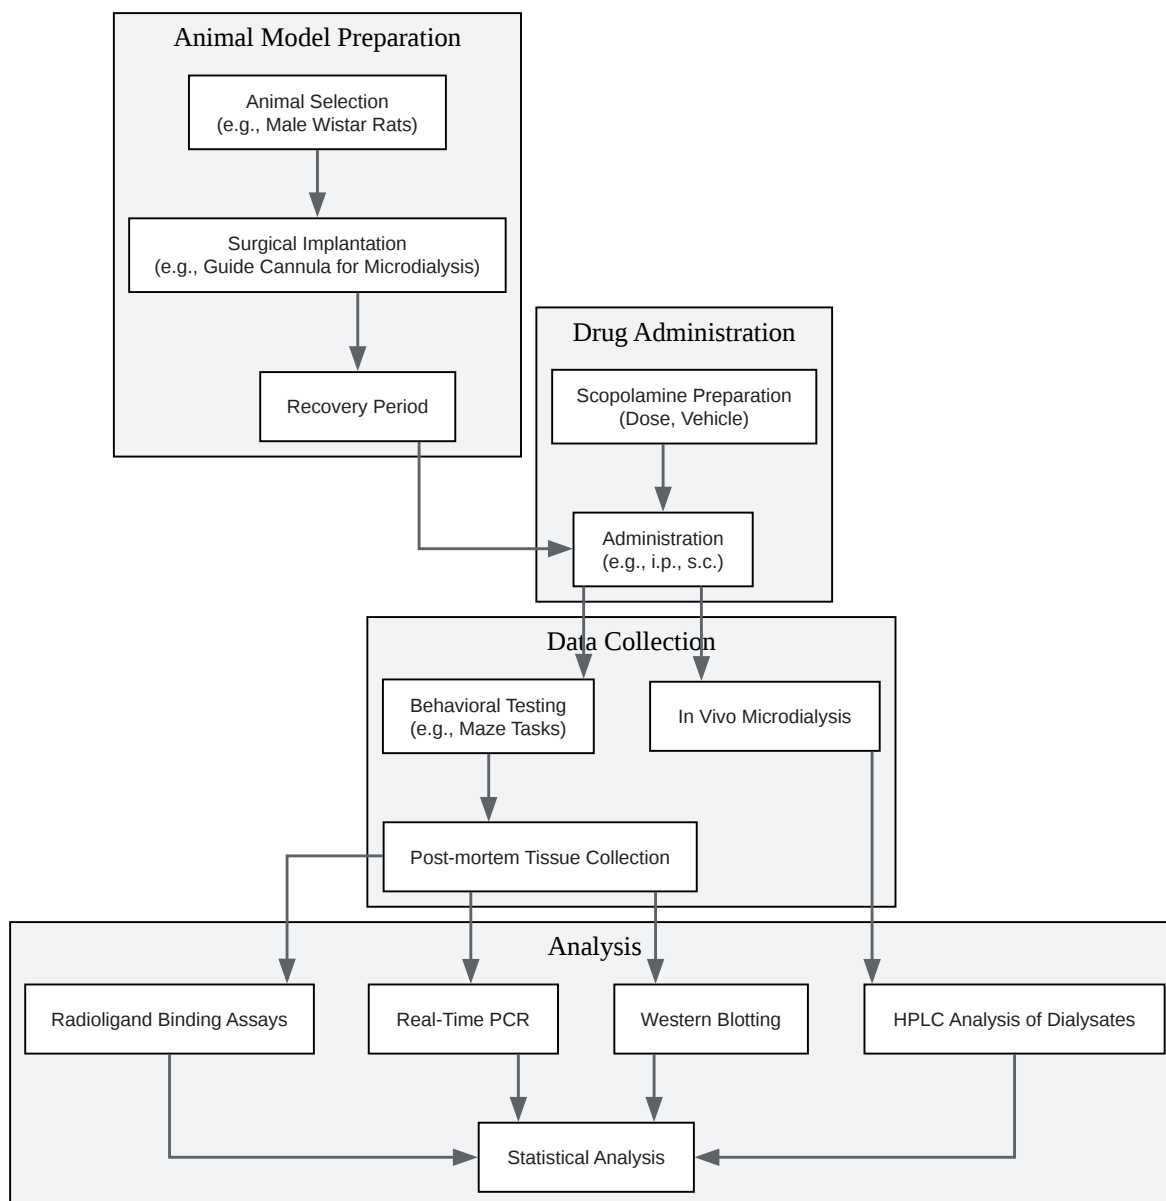 Animal Model Preparation
Animal Selection
(e.g., Male Wistar Rats)
Surgical Implantation
(e.g., Guide Cannula for Microdialysis)
Recovery Period
Drug Administration
Scopolamine Preparation
(Dose, Vehicle)
Administration
(e.g., i.p., s.c.)
Data Collection
Behavioral Testing
(e.g., Maze Tasks)
In Vivo Microdialysis
Post-mortem Tissue Collection
Analysis
Radioligand Binding Assays
Real-Time PCR
Western Blotting
HPLC Analysis of Dialysates
Statistical Analysis